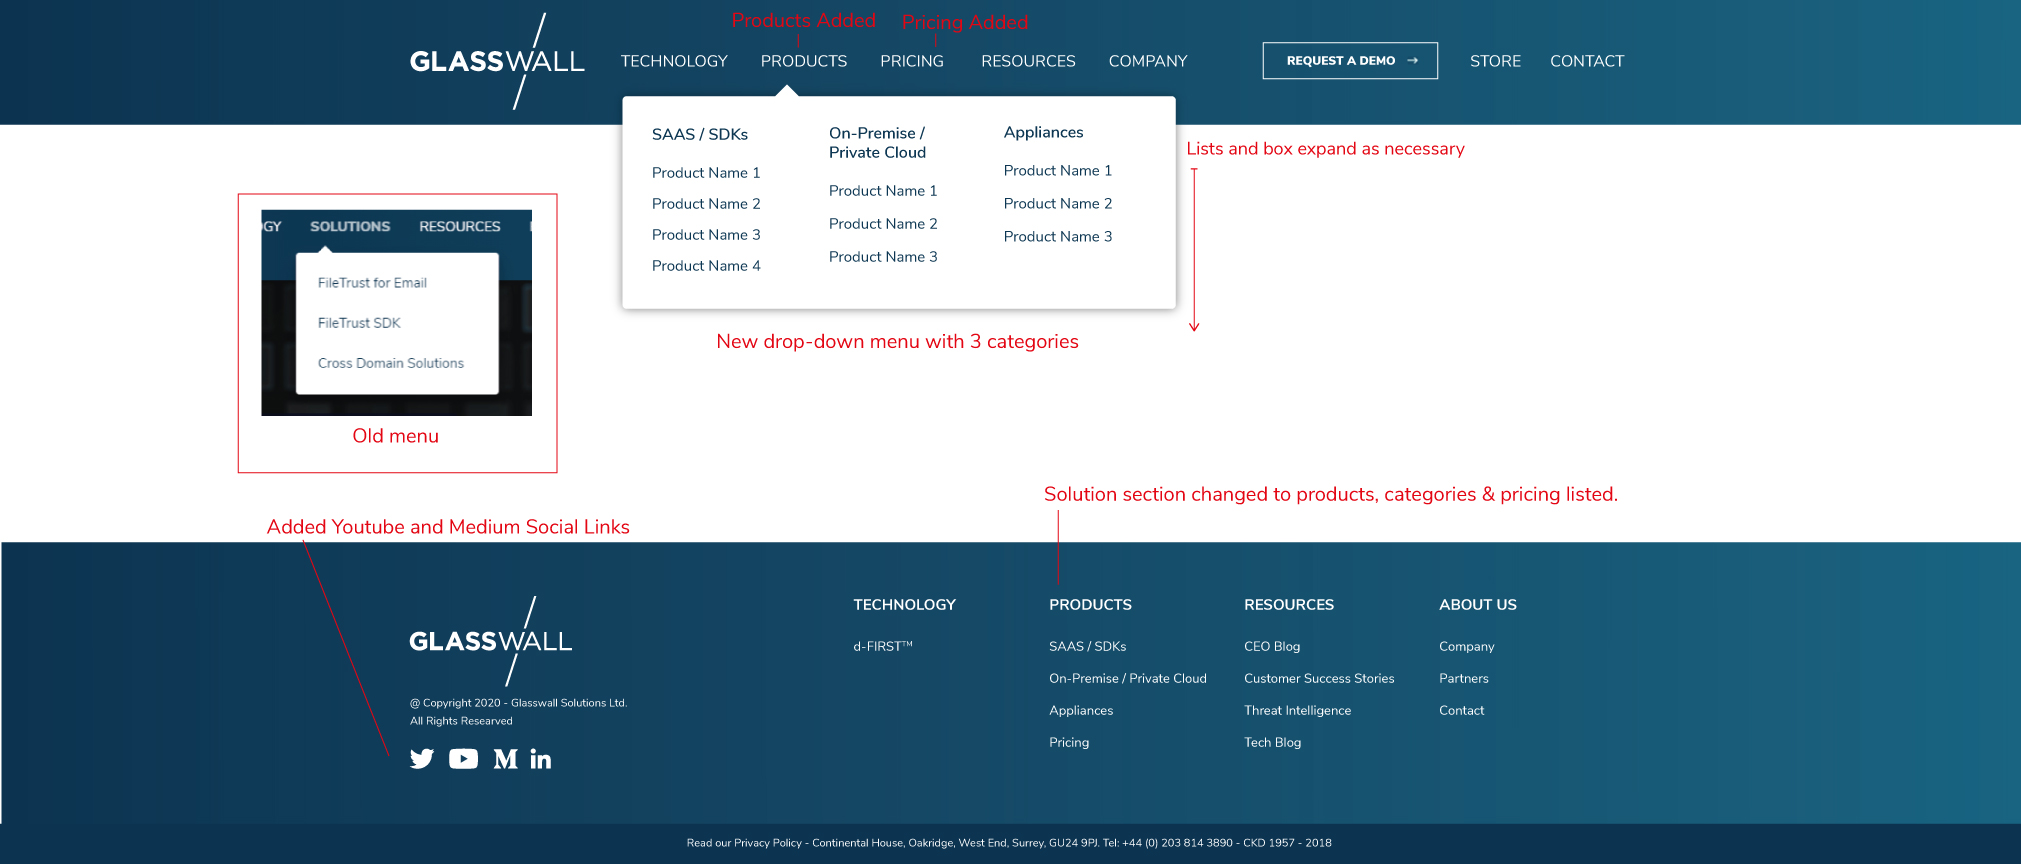 Products Added
Pricing Added
GLASSWALL
TECHNOLOGY
PRODUCTS
PRICING
RESOURCES
COMPANY
REQUEST A DEMO →
STORE
CONTACT
SAAS / SDKs
Product Name 1
Product Name 2
Product Name 3
Product Name 4
On-Premise /
Private Cloud
Product Name 1
Product Name 2
Product Name 3
Appliances
Product Name 1
Product Name 2
Product Name 3
Lists and box expand as necessary
New drop-down menu with 3 categories
OGY
SOLUTIONS
RESOURCES
FileTrust for Email
FileTrust SDK
Cross Domain Solutions
Old menu
Solution section changed to products, categories & pricing listed.
Added Youtube and Medium Social Links
GLASSWALL
@ Copyright 2020 - Glasswall Solutions Ltd.
All Rights Researved
M in
TECHNOLOGY
d-FIRST™
PRODUCTS
SAAS / SDKs
On-Premise / Private Cloud
Appliances
Pricing
RESOURCES
CEO Blog
Customer Success Stories
Threat Intelligence
Tech Blog
ABOUT US
Company
Partners
Contact
Read our Privacy Policy - Continental House, Oakridge, West End, Surrey, GU24 9PJ. Tel: +44 (0) 203 814 3890 - CKD 1957 - 2018